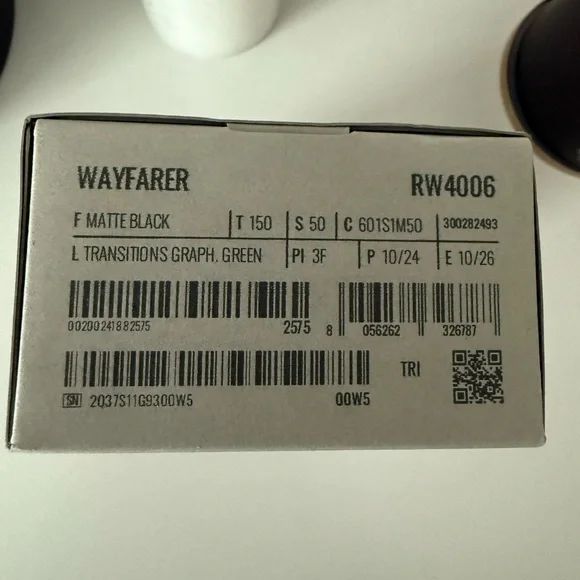 WAYFARER RW4006
F MATTE BLACK T 150 S 50 C 601S1M50 300282493
L TRANSITIONS GRAPH. GREEN PI 3F P 10/24 E 10/26
00200241882575 2575 8 056262 326787
TRI
SN 2Q37S11G9300W5 00W5